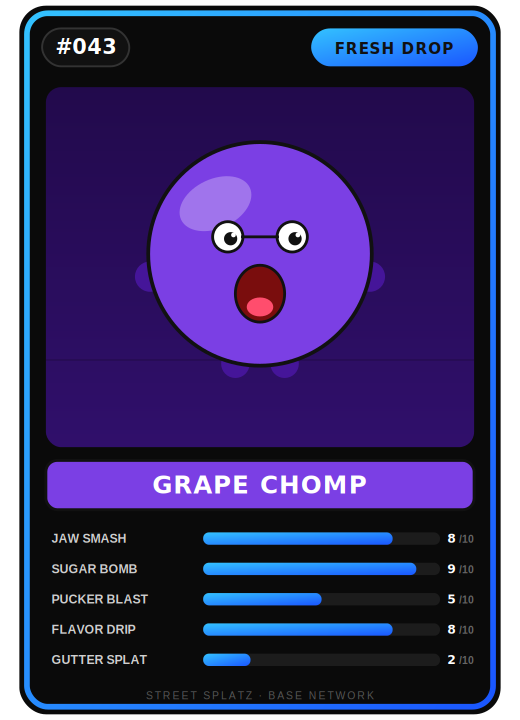 #043
FRESH DROP
GRAPE CHOMP
JAW SMASH 8 /10
SUGAR BOMB 9 /10
PUCKER BLAST 5 /10
FLAVOR DRIP 8 /10
GUTTER SPLAT 2 /10
STREET SPLATZ · BASE NETWORK